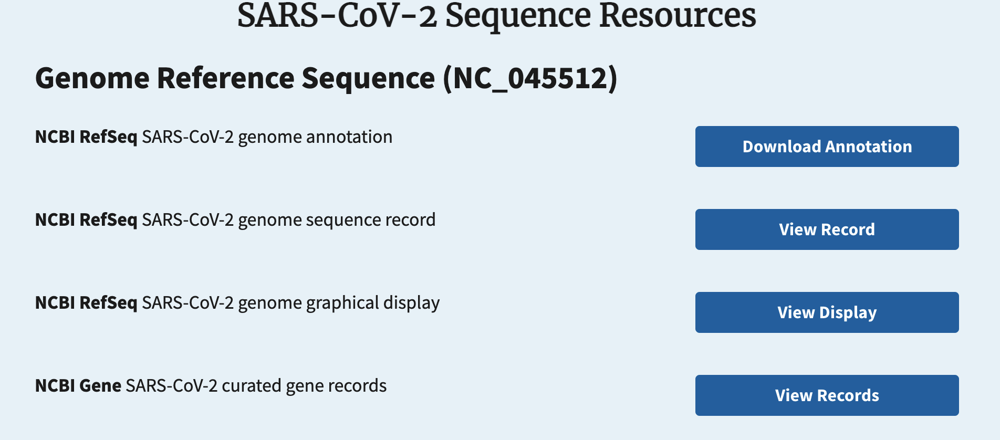 SARS-CoV-2 Sequence Resources
Genome Reference Sequence (NC_045512)
NCBI RefSeq SARS-CoV-2 genome annotation
Download Annotation
NCBI RefSeq SARS-CoV-2 genome sequence record
View Record
NCBI RefSeq SARS-CoV-2 genome graphical display
View Display
NCBI Gene SARS-CoV-2 curated gene records
View Records